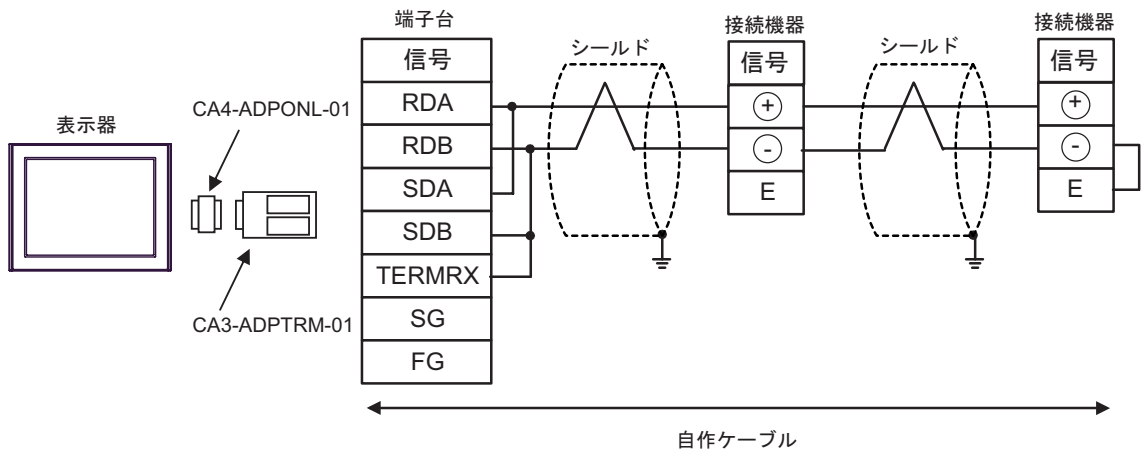 表示器
CA4-ADPONL-01
CA3-ADPTRM-01
端子台
信号
RDA
RDB
SDA
SDB
TERMRX
SG
FG
シールド
接続機器
信号
+
-
E
シールド
接続機器
信号
+
-
E
自作ケーブル